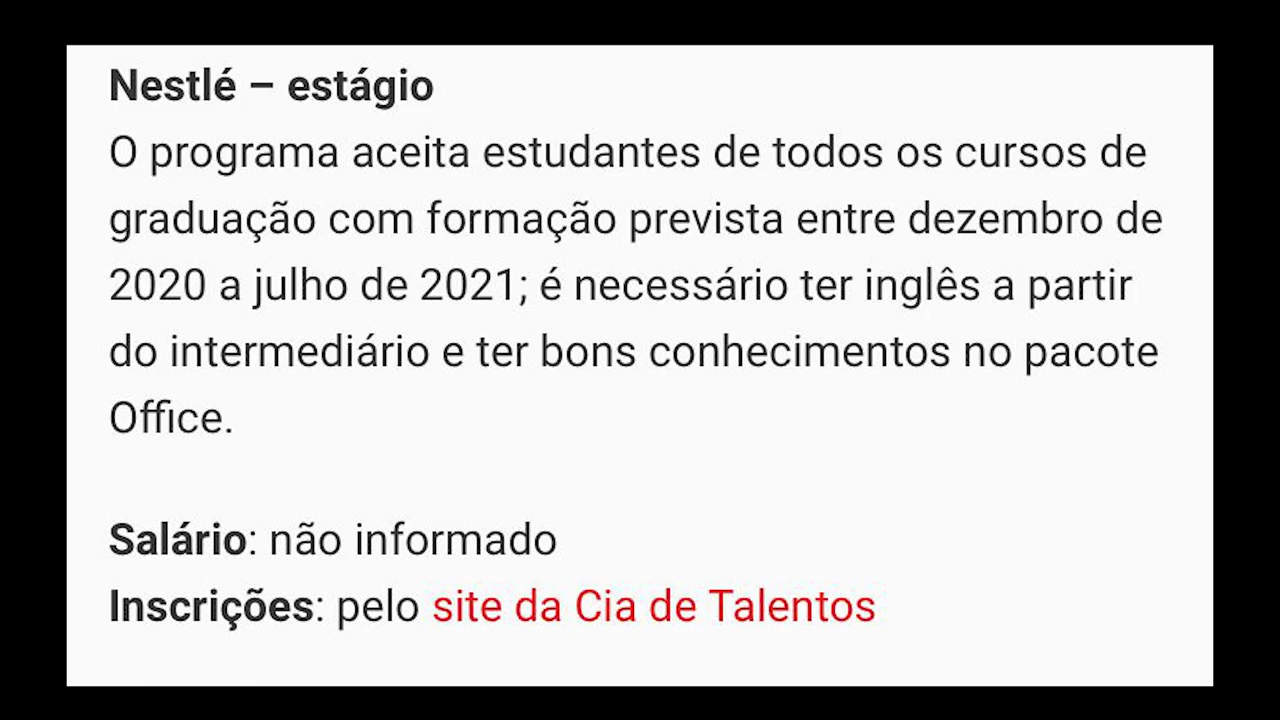 Nestlé – estágio
O programa aceita estudantes de todos os cursos de
graduação com formação prevista entre dezembro de
2020 a julho de 2021; é necessário ter inglês a partir
do intermediário e ter bons conhecimentos no pacote
Office.
Salário: não informado
Inscrições: pelo site da Cia de Talentos